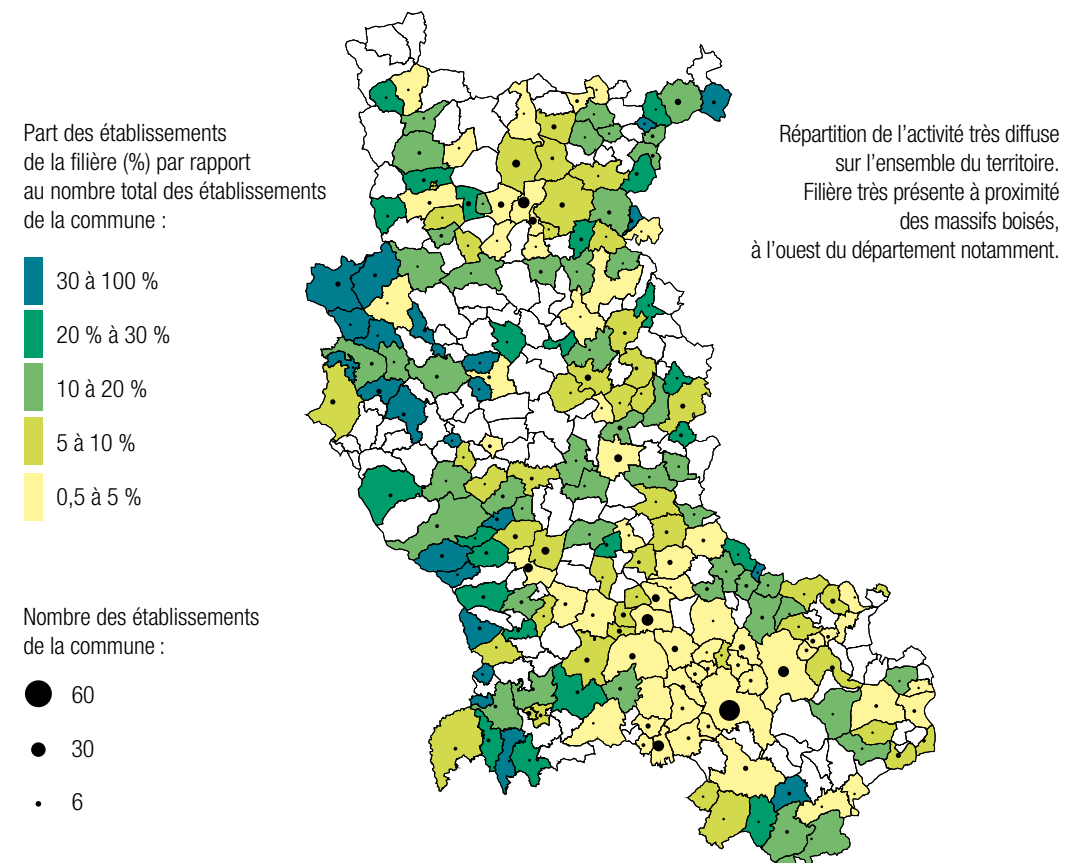 Part des établissements
de la filière (%) par rapport
au nombre total des établissements
de la commune :
30 à 100 %
20 % à 30 %
10 à 20 %
5 à 10 %
0,5 à 5 %
Nombre des établissements
de la commune :
60
30
6
Répartition de l’activité très diffuse
sur l’ensemble du territoire.
Filière très présente à proximité
des massifs boisés,
à l’ouest du département notamment.